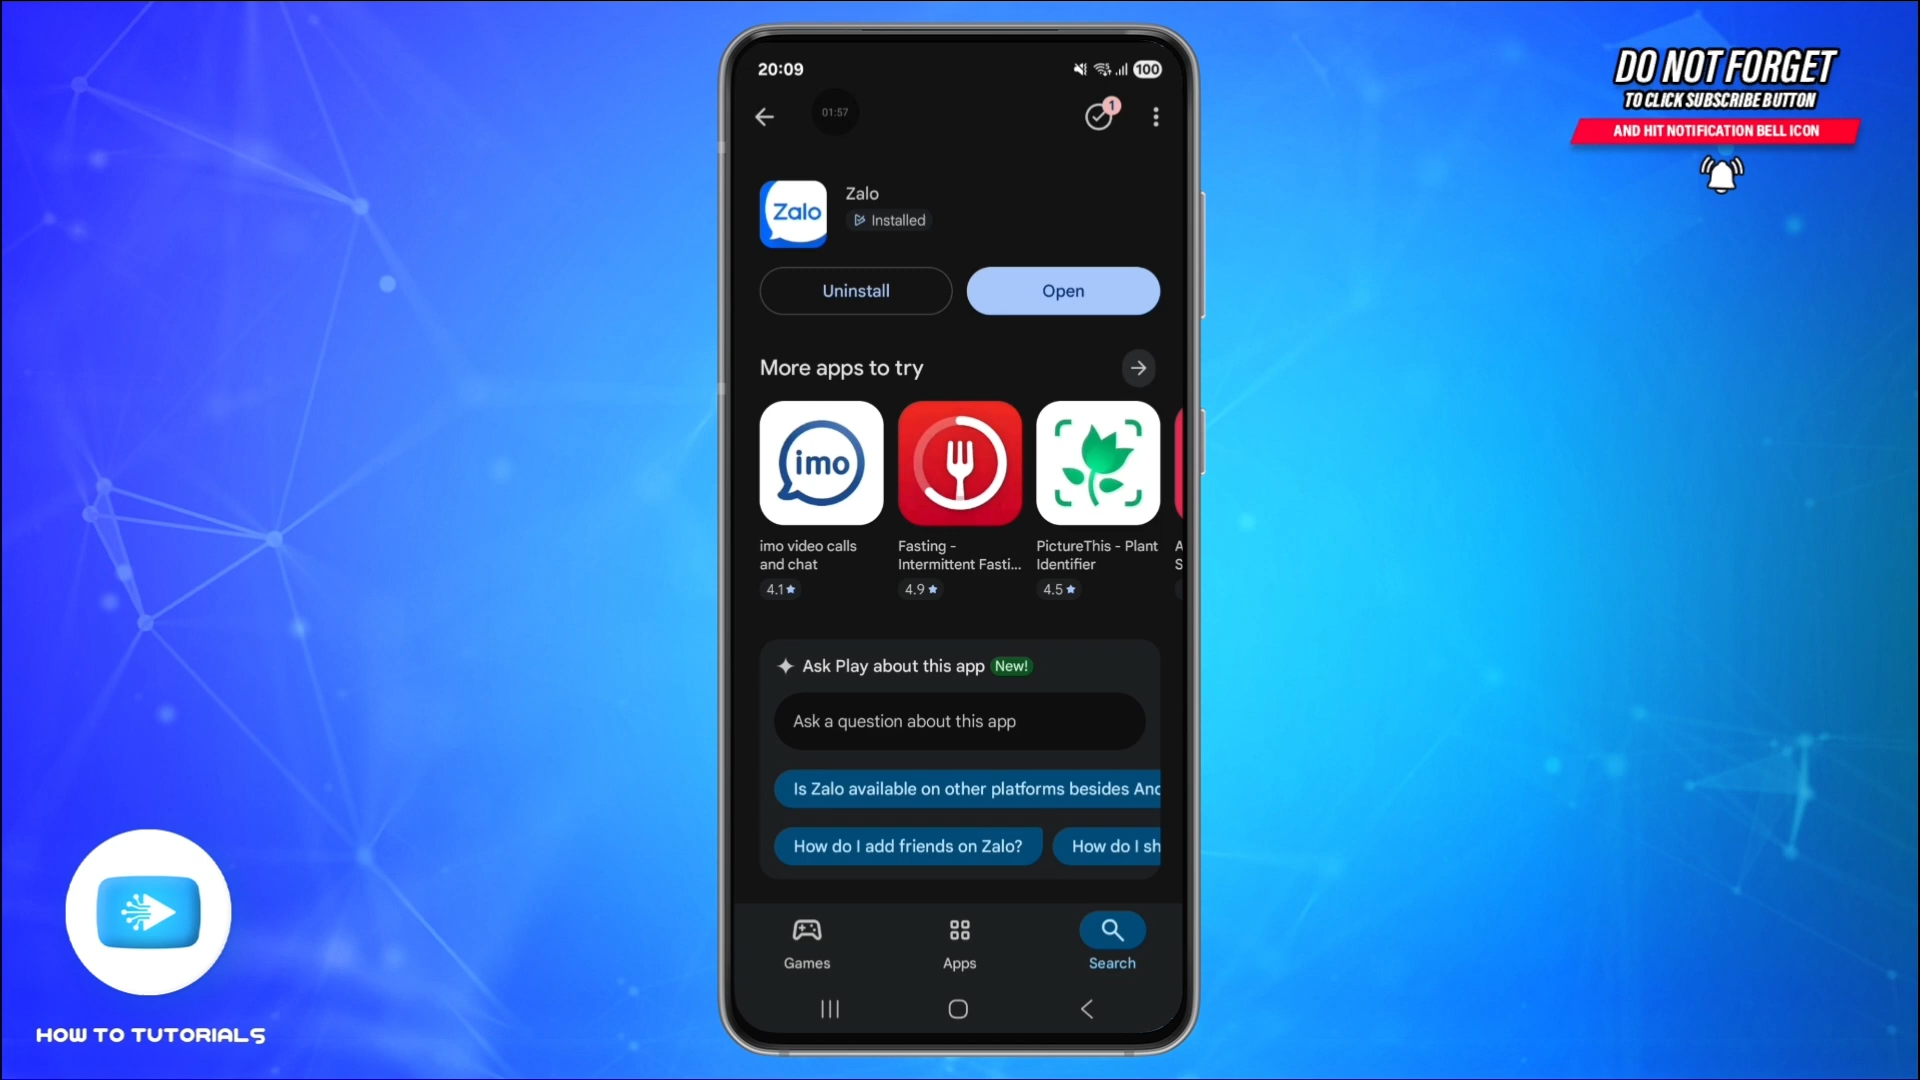 20:09
100
01:57
1
Zalo
Zalo
Installed
Uninstall
Open
More apps to try
imo
imo video calls
and chat
4.1★
Fasting -
Intermittent Fasti...
4.9★
PictureThis - Plant
Identifier
4.5★
A
S
Ask Play about this app New!
Ask a question about this app
Is Zalo available on other platforms besides And
How do I add friends on Zalo?
How do I sh
Games
Apps
Search
DO NOT FORGET
TO CLICK SUBSCRIBE BUTTON
AND HIT NOTIFICATION BELL ICON
HOW TO TUTORIALS